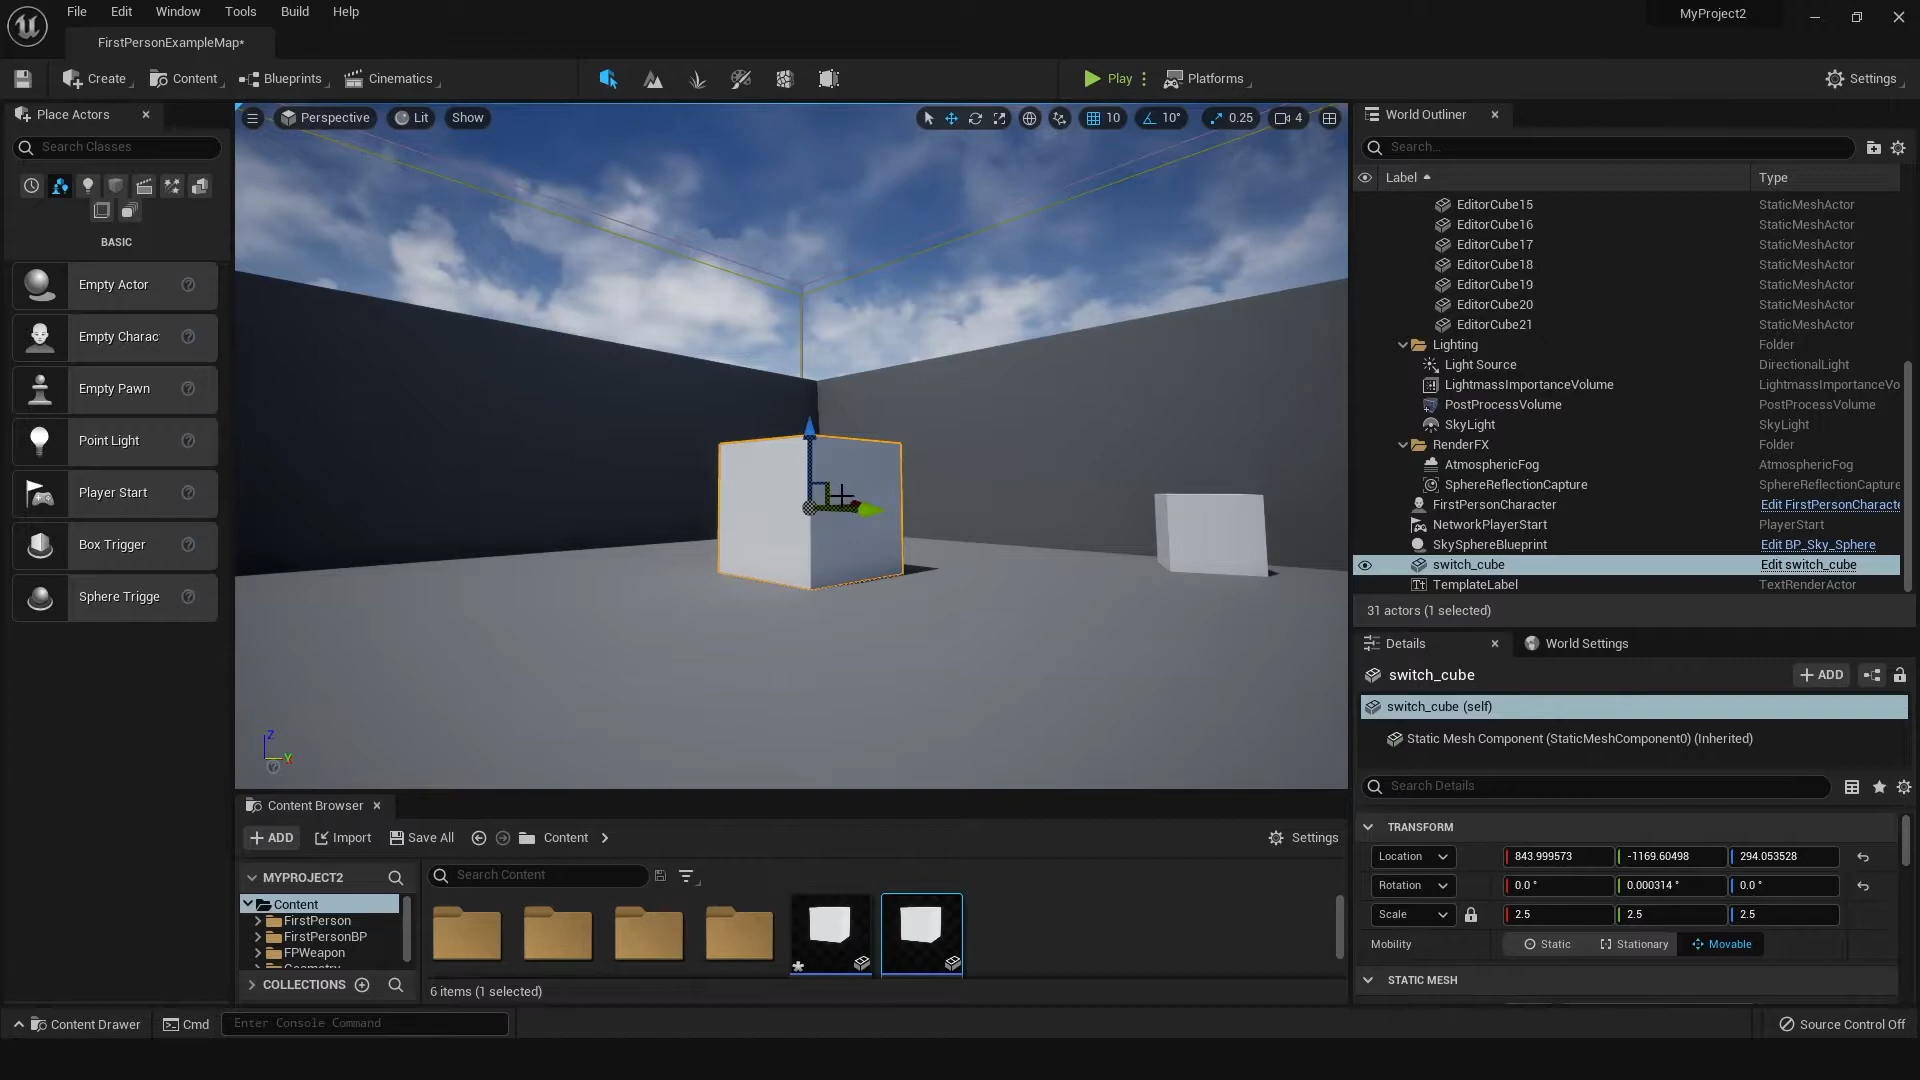 File Edit Window Tools Build Help
MyProject2
FirstPersonExampleMap*
Create Content Blueprints Cinematics Play Platforms Settings
Place Actors
Search Classes
BASIC
Empty Actor
Empty Charac
Empty Pawn
Point Light
Player Start
Box Trigger
Sphere Trigge
Perspective Lit Show 10 10° 0.25 4
Z
Y
World Outliner
Search...
Label Type
EditorCube15 StaticMeshActor
EditorCube16 StaticMeshActor
EditorCube17 StaticMeshActor
EditorCube18 StaticMeshActor
EditorCube19 StaticMeshActor
EditorCube20 StaticMeshActor
EditorCube21 StaticMeshActor
Lighting Folder
Light Source DirectionalLight
LightmassImportanceVolume LightmassImportanceVo
PostProcessVolume PostProcessVolume
SkyLight SkyLight
RenderFX Folder
AtmosphericFog AtmosphericFog
SphereReflectionCapture SphereReflectionCapture
FirstPersonCharacter Edit FirstPersonCharacte
NetworkPlayerStart PlayerStart
SkySphereBlueprint Edit BP_Sky_Sphere
switch_cube Edit switch_cube
TemplateLabel TextRenderActor
31 actors (1 selected)
Details World Settings
switch_cube ADD
switch_cube (self)
Static Mesh Component (StaticMeshComponent0) (Inherited)
Search Details
TRANSFORM
Location 843.999573 -1169.60498 294.053528
Rotation 0.0 ° 0.000314 ° 0.0 °
Scale 2.5 2.5 2.5
Mobility Static Stationary Movable
STATIC MESH
Content Browser
ADD Import Save All Content Settings
MYPROJECT2
Search Content
Content
FirstPerson
FirstPersonBP
FPWeapon
Geometry
COLLECTIONS
6 items (1 selected)
Content Drawer Cmd Enter Console Command Source Control Off